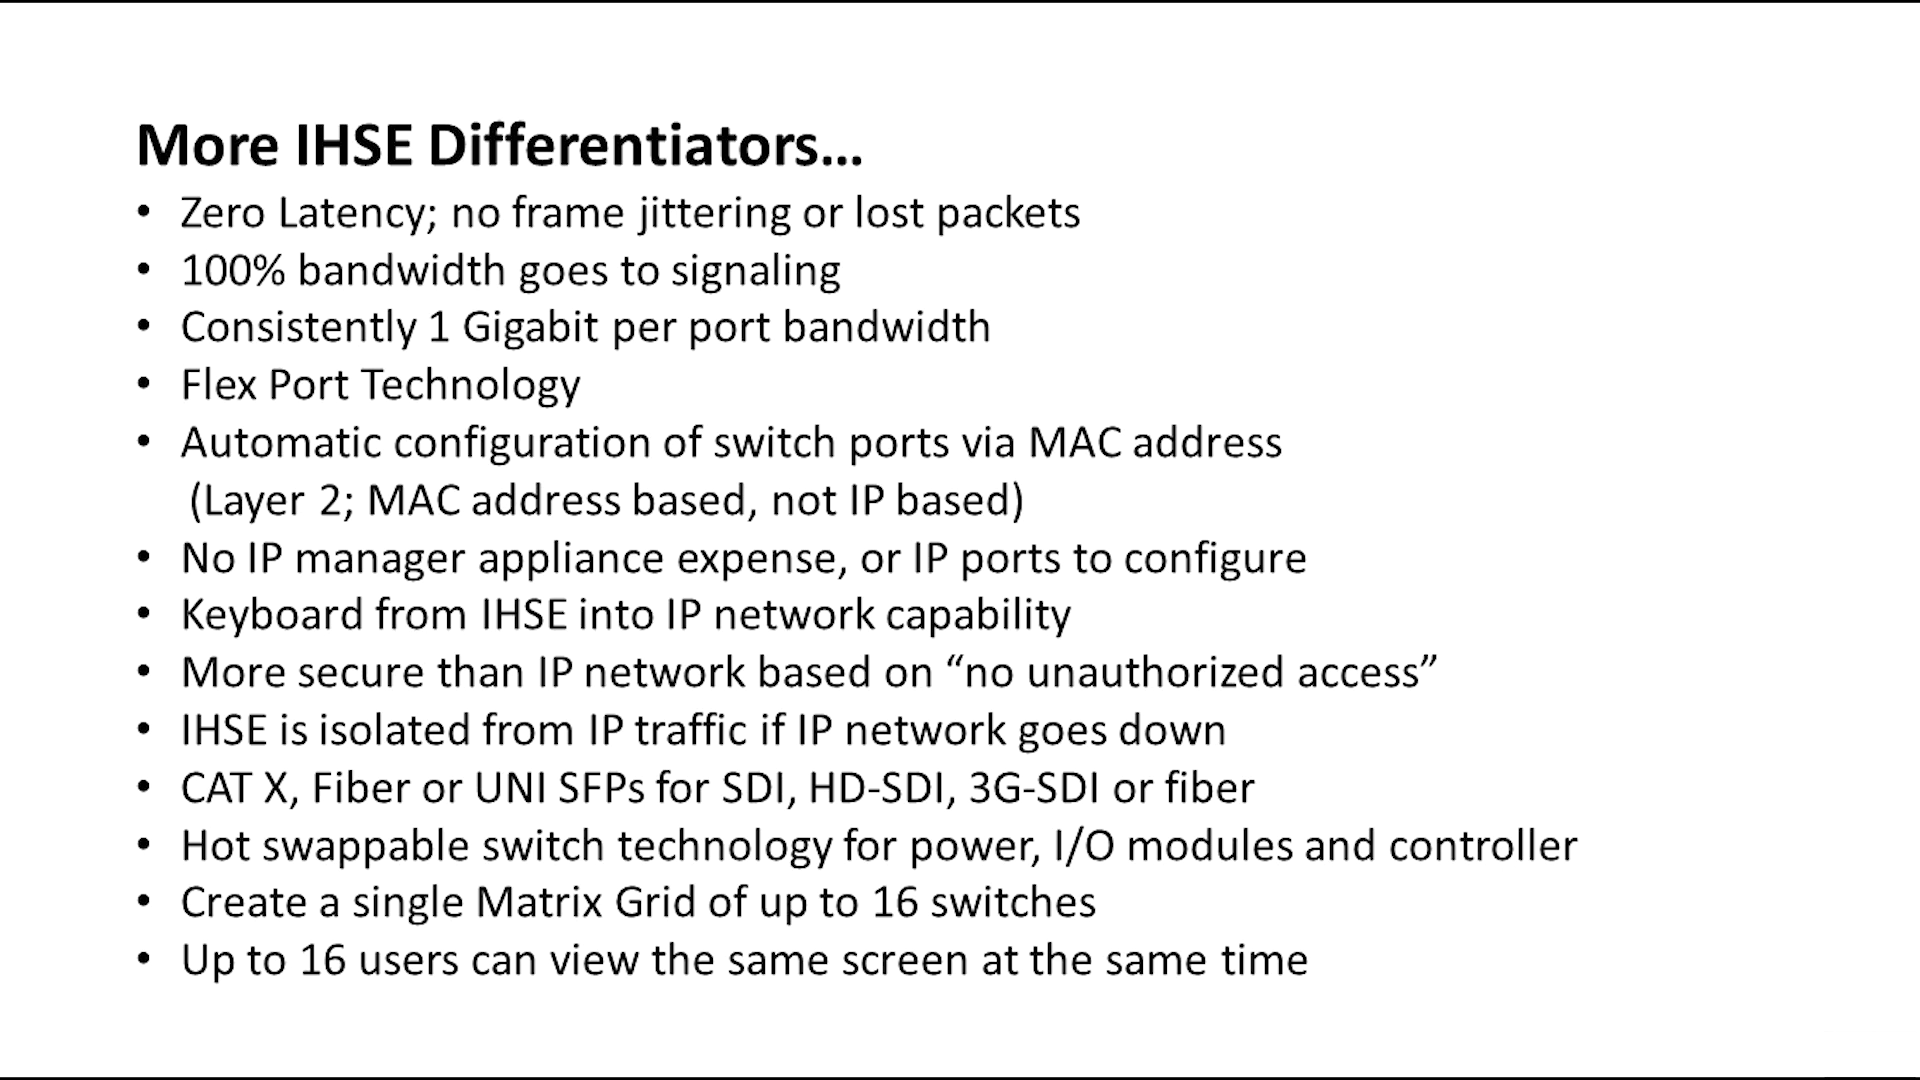 More IHSE Differentiators...
• Zero Latency; no frame jittering or lost packets
• 100% bandwidth goes to signaling
• Consistently 1 Gigabit per port bandwidth
• Flex Port Technology
• Automatic configuration of switch ports via MAC address
(Layer 2; MAC address based, not IP based)
• No IP manager appliance expense, or IP ports to configure
• Keyboard from IHSE into IP network capability
• More secure than IP network based on “no unauthorized access”
• IHSE is isolated from IP traffic if IP network goes down
• CAT X, Fiber or UNI SFPs for SDI, HD-SDI, 3G-SDI or fiber
• Hot swappable switch technology for power, I/O modules and controller
• Create a single Matrix Grid of up to 16 switches
• Up to 16 users can view the same screen at the same time